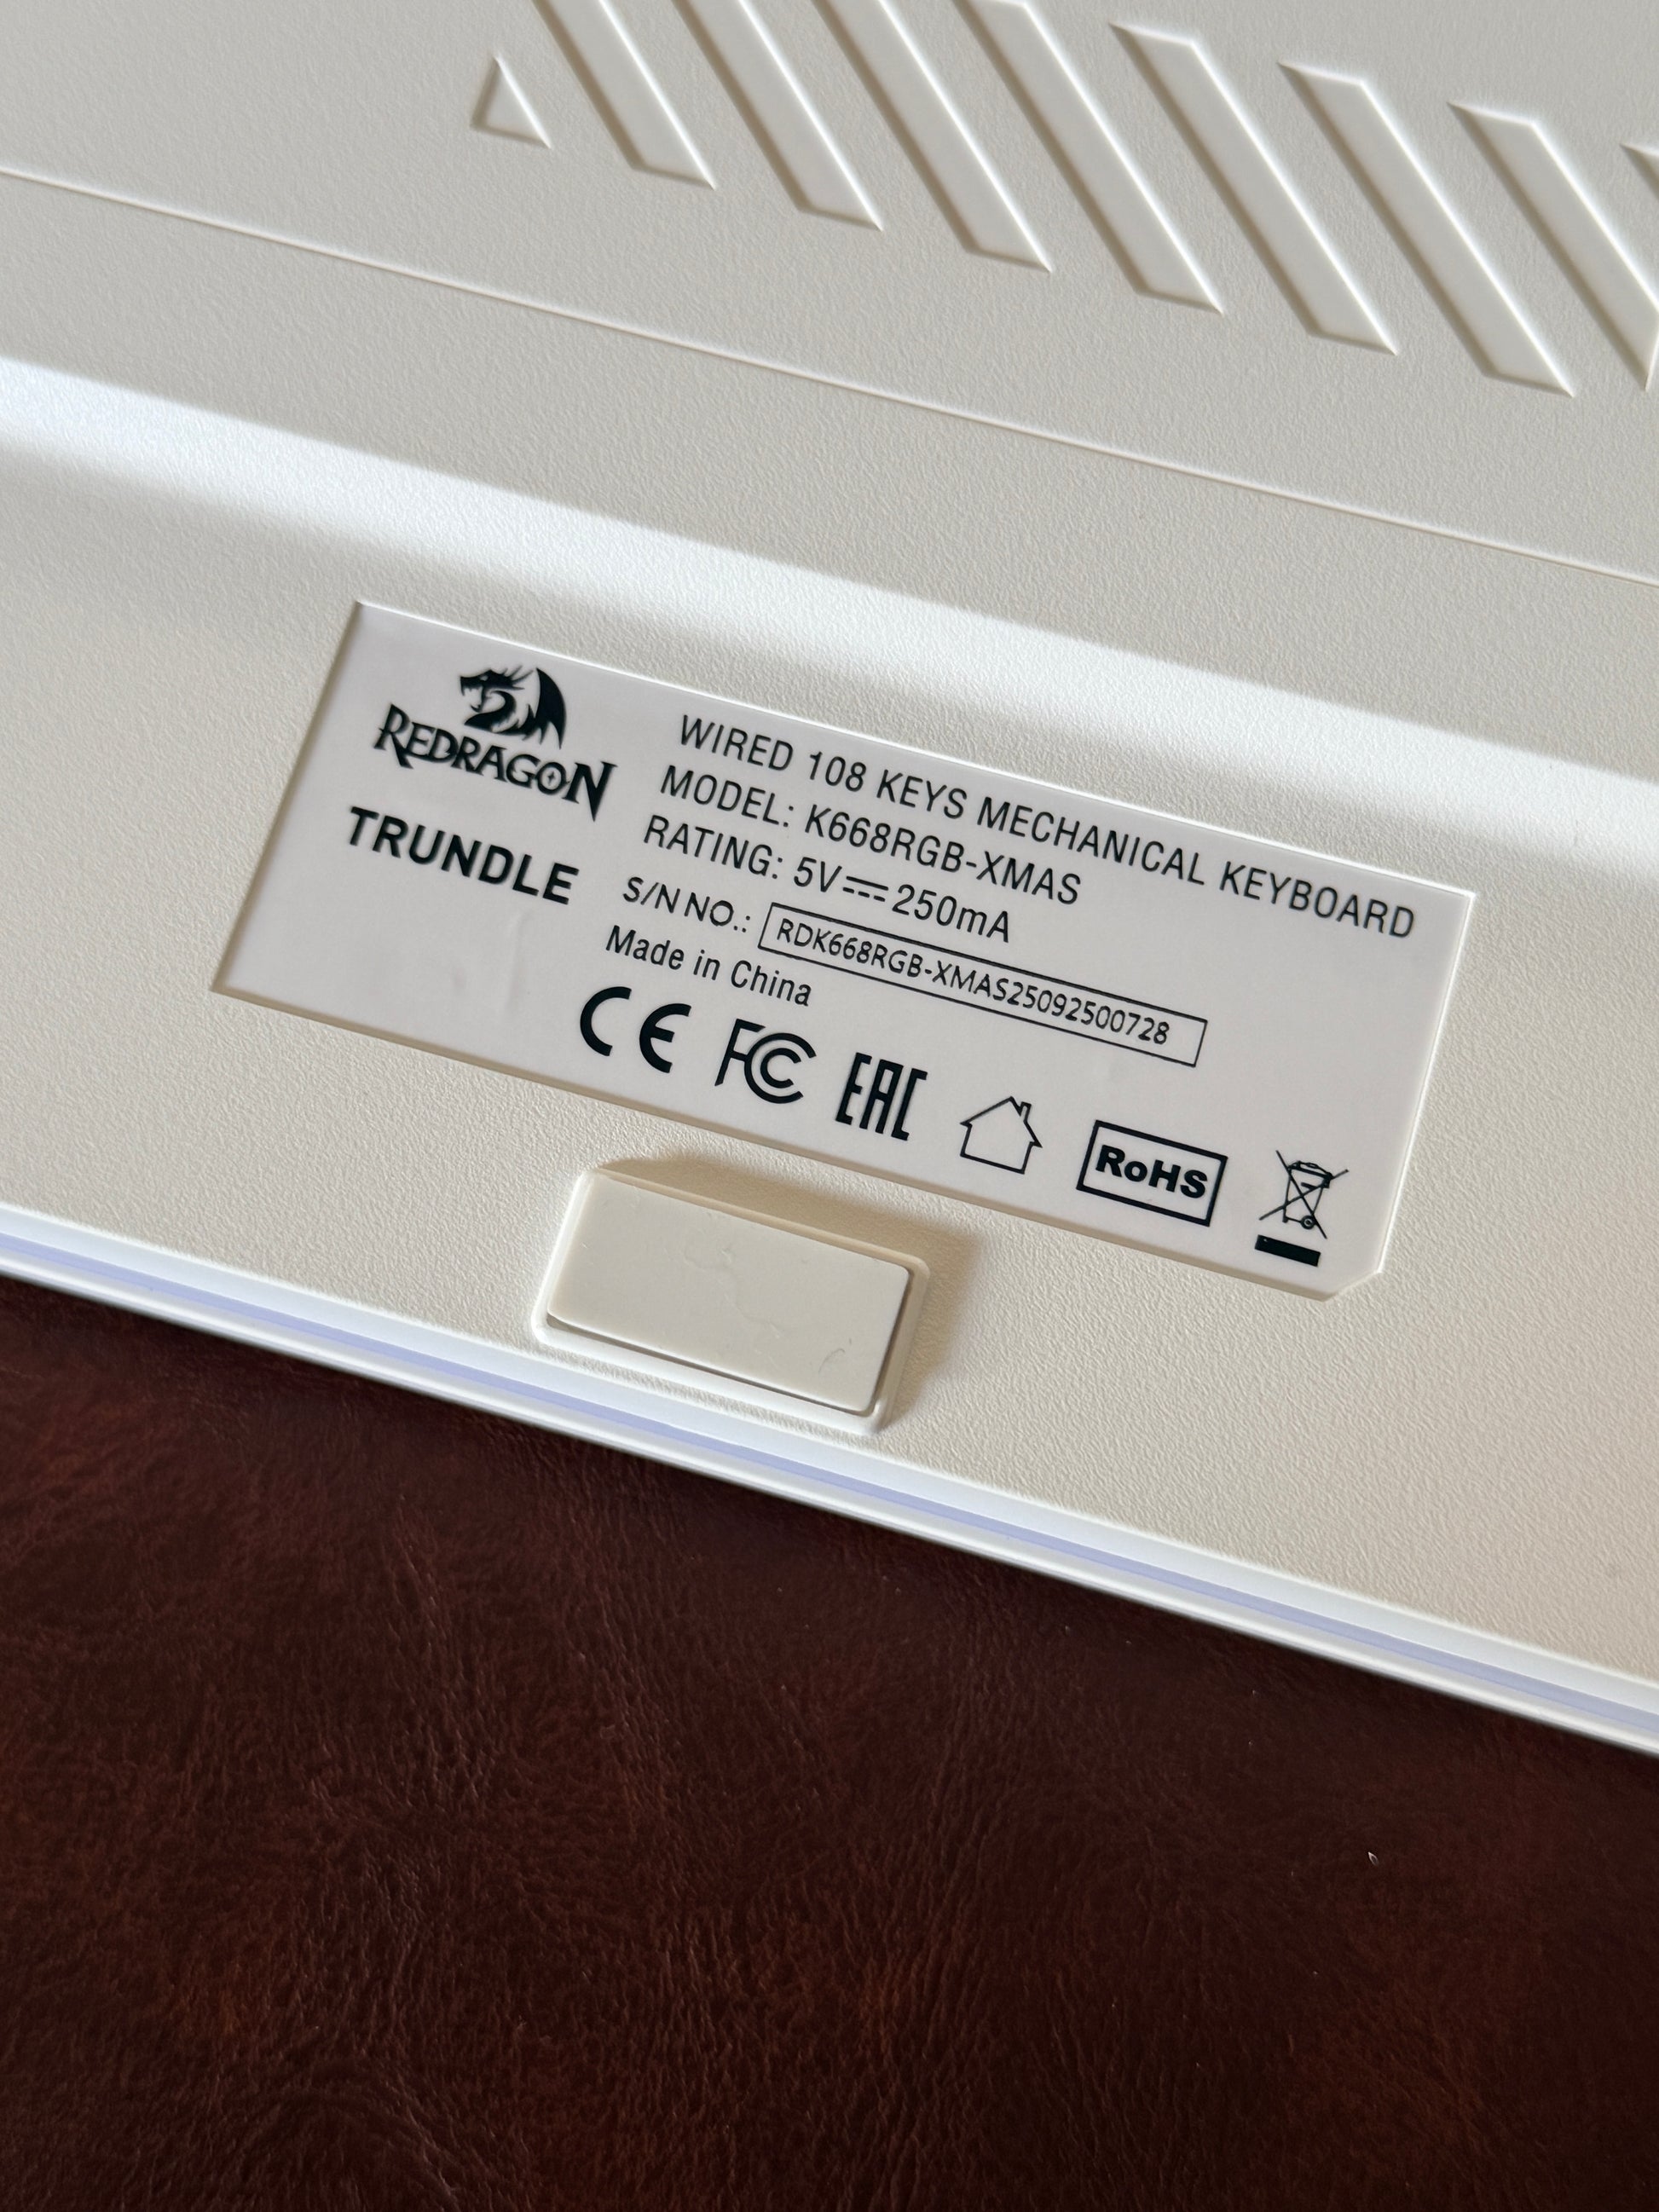 REDRAGON
TRUNDLE
WIRED 108 KEYS MECHANICAL KEYBOARD
MODEL: K668RGB-XMAS
RATING: 5V⎓250mA
S/N NO.: RDK668RGB-XMAS25092500728
Made in China
CE FC EAC RoHS